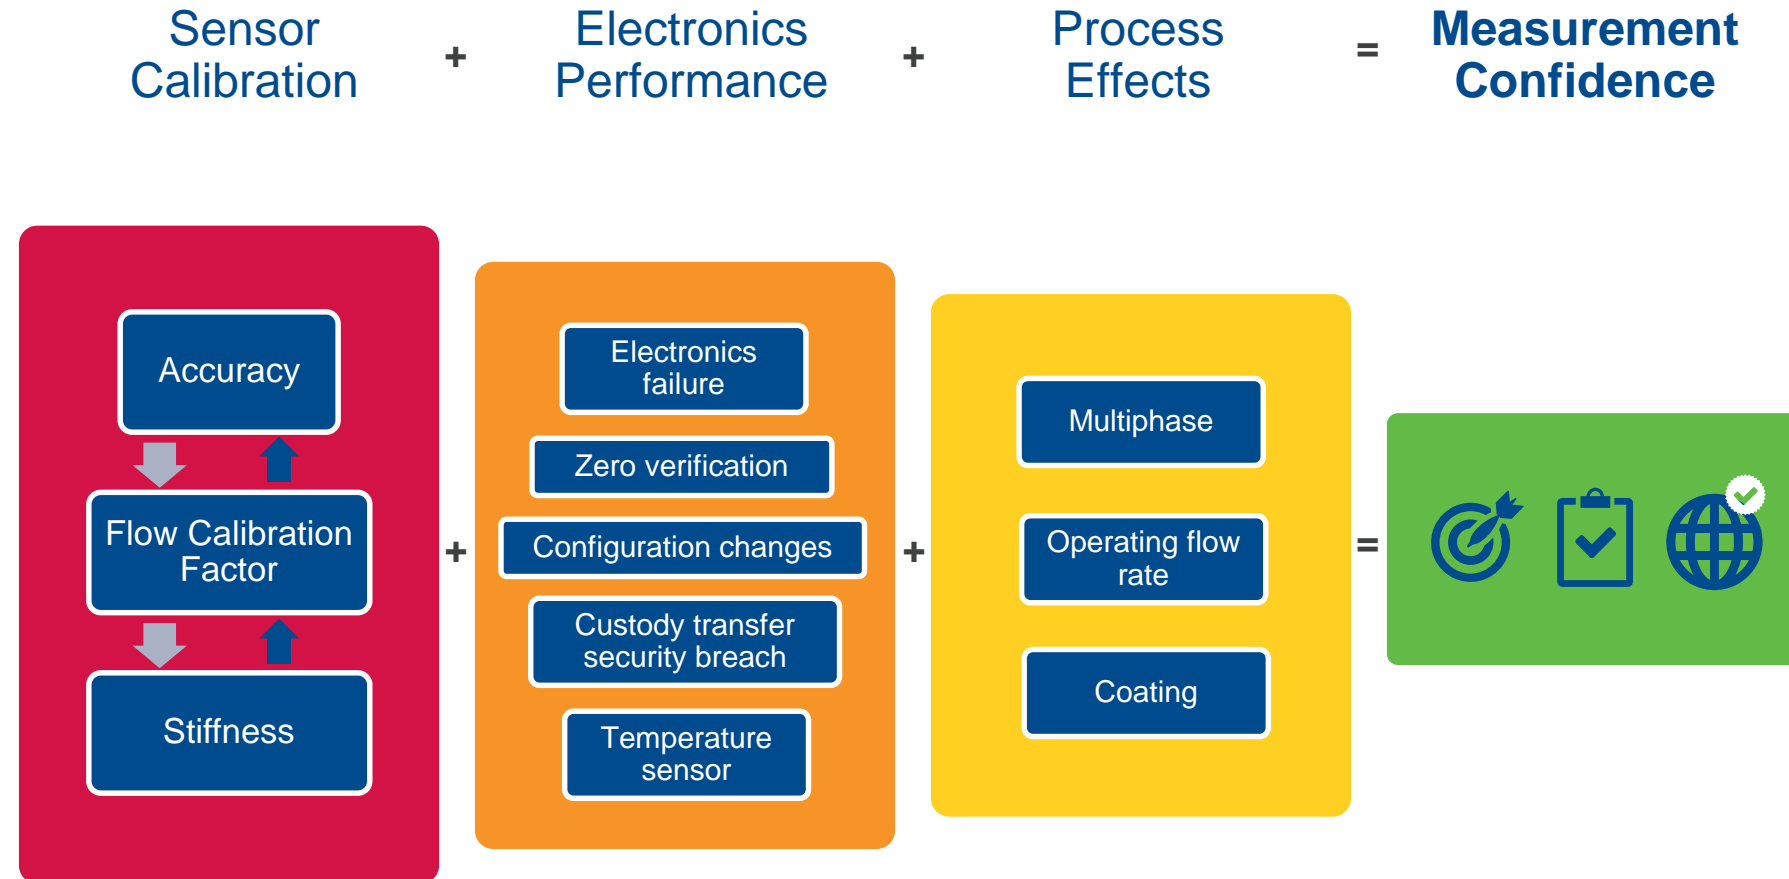 Sensor
Calibration
+
Electronics
Performance
+
Process
Effects
=
Measurement
Confidence
Accuracy
Flow Calibration
Factor
Stiffness
+
Electronics
failure
Zero verification
Configuration changes
Custody transfer
security breach
Temperature
sensor
+
Multiphase
Operating flow
rate
Coating
=